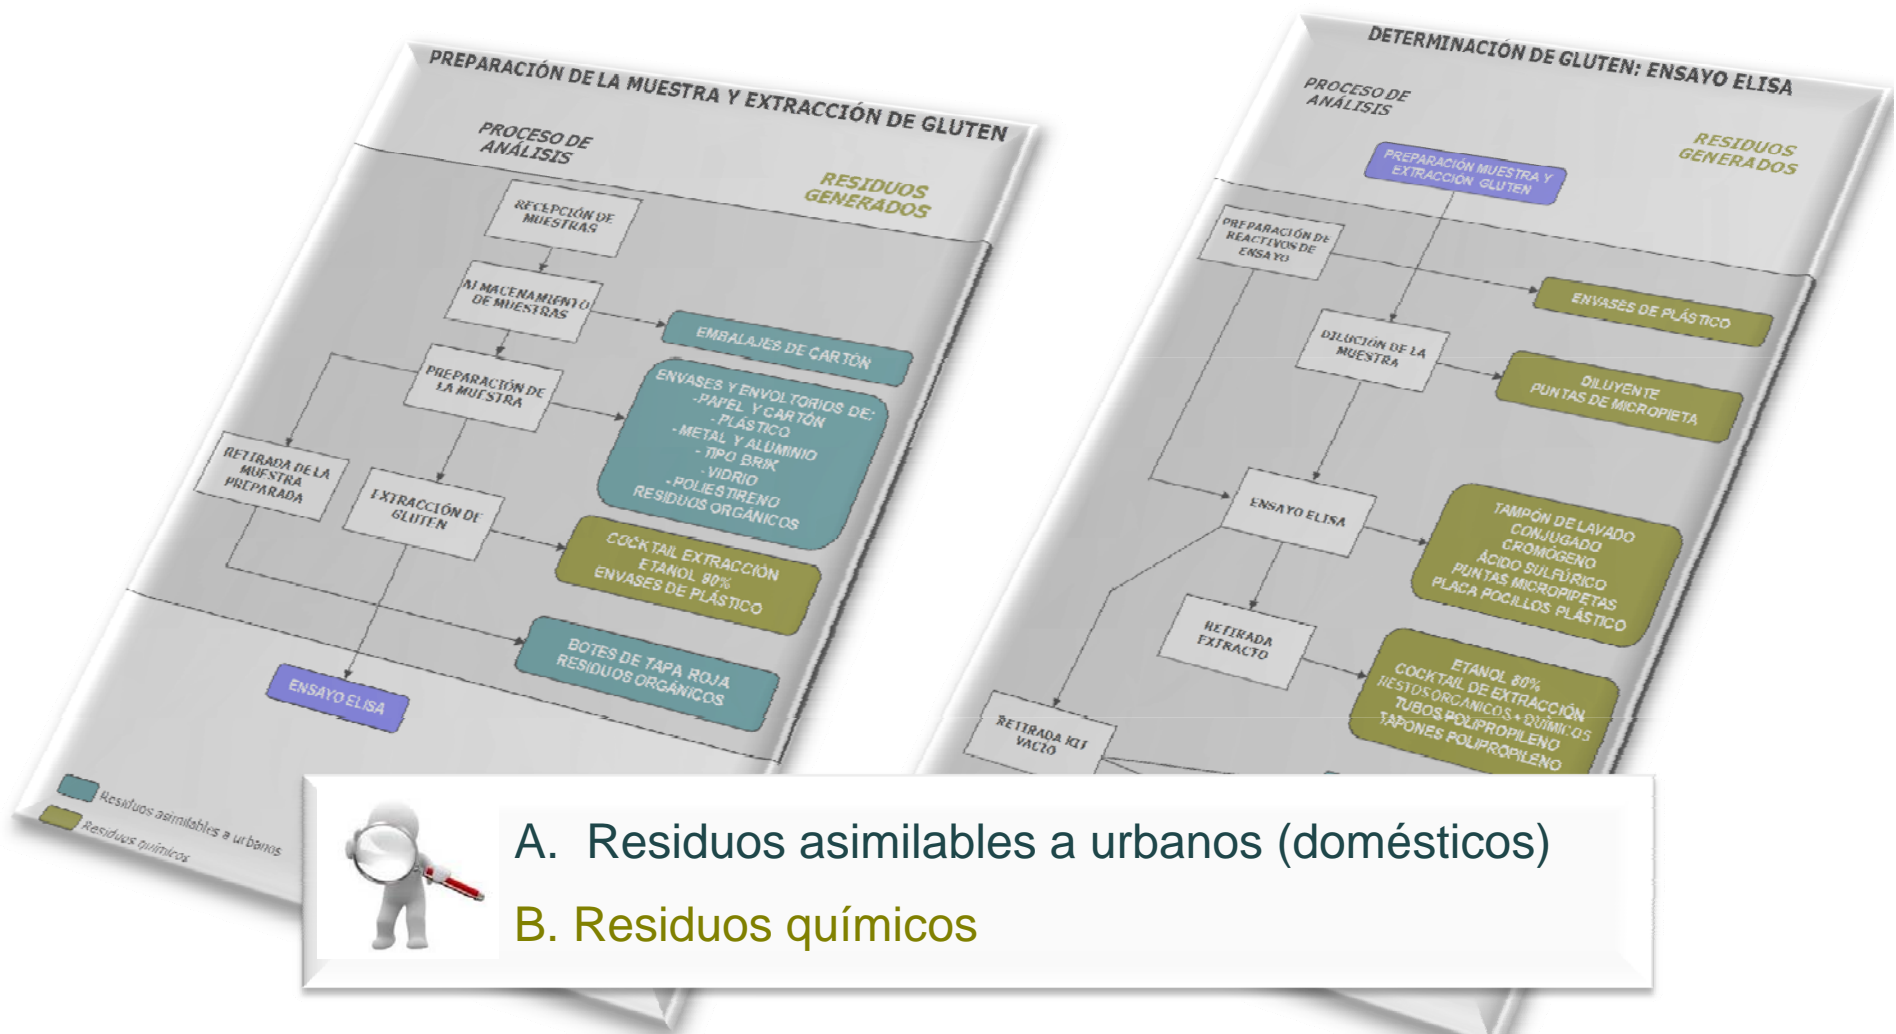 PREPARACIÓN DE LA MUESTRA Y EXTRACCIÓN DE GLUTEN
PROCESO DE
ANÁLISIS
RESIDUOS
GENERADOS
RECEPCIÓN DE
MUESTRAS
ALMACENAMIENTO
DE MUESTRAS
EMBALAJES DE CARTÓN
PREPARACIÓN DE
LA MUESTRA
ENVASES Y ENVOLTORIOS DE:
-PAPEL Y CARTÓN
- PLÁSTICO
- METAL Y ALUMINIO
- TIPO BRIK
- VIDRIO
- POLIESTIRENO
RESIDUOS ORGÁNICOS
RETIRADA DE LA
MUESTRA
PREPARADA
EXTRACCIÓN DE
GLUTEN
COCKTAIL EXTRACCIÓN
ETANOL 80%
ENVASES DE PLÁSTICO
BOTES DE TAPA ROJA
RESIDUOS ORGÁNICOS
ENSAYO ELISA
Residuos asimilables a urbanos
Residuos químicos
DETERMINACIÓN DE GLUTEN: ENSAYO ELISA
PROCESO DE
ANÁLISIS
RESIDUOS
GENERADOS
PREPARACIÓN MUESTRA Y
EXTRACCIÓN GLUTEN
PREPARACIÓN DE
REACTIVOS DE
ENSAYO
ENVASES DE PLÁSTICO
DILUCIÓN DE LA
MUESTRA
DILUYENTE
PUNTAS DE MICROPIETA
ENSAYO ELISA
TAMPÓN DE LAVADO
CONJUGADO
CROMÓGENO
ÁCIDO SULFÚRICO
PUNTAS MICROPIPETAS
PLACA POCILLOS PLÁSTICO
RETIRADA
EXTRACTO
ETANOL 80%
COCKTAIL DE EXTRACCIÓN
RESTOS ORGÁNICOS + QUÍMICOS
TUBOS POLIPROPILENO
TAPONES POLIPROPILENO
RETIRADA KIT
VACIO
A. Residuos asimilables a urbanos (domésticos)
B. Residuos químicos